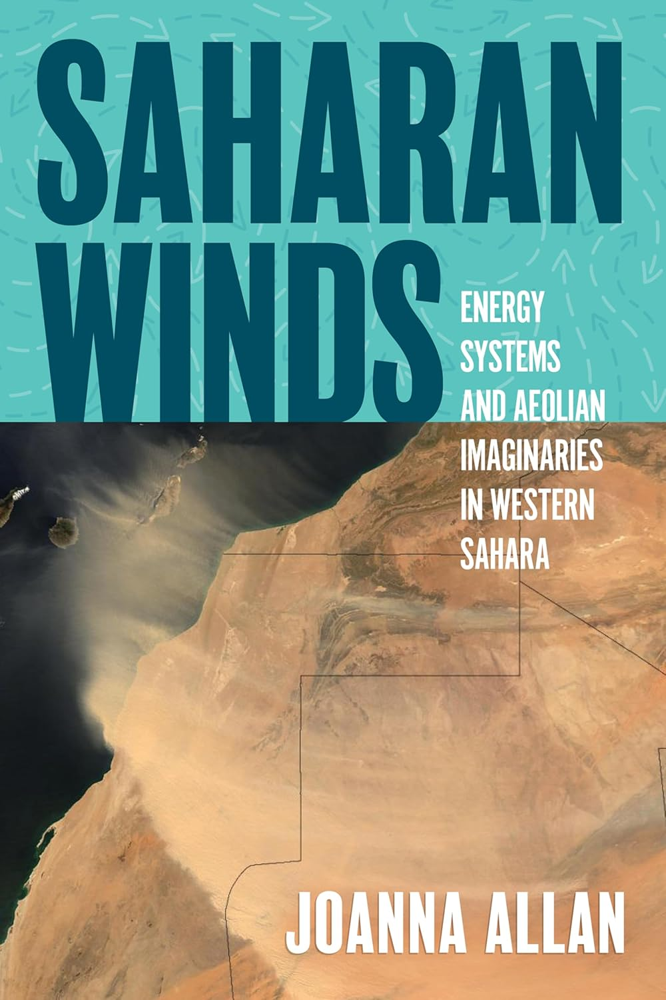 SAHARAN
WINDS
ENERGY
SYSTEMS
AND AEOLIAN
IMAGINARIES
IN WESTERN
SAHARA
JOANNA ALLAN